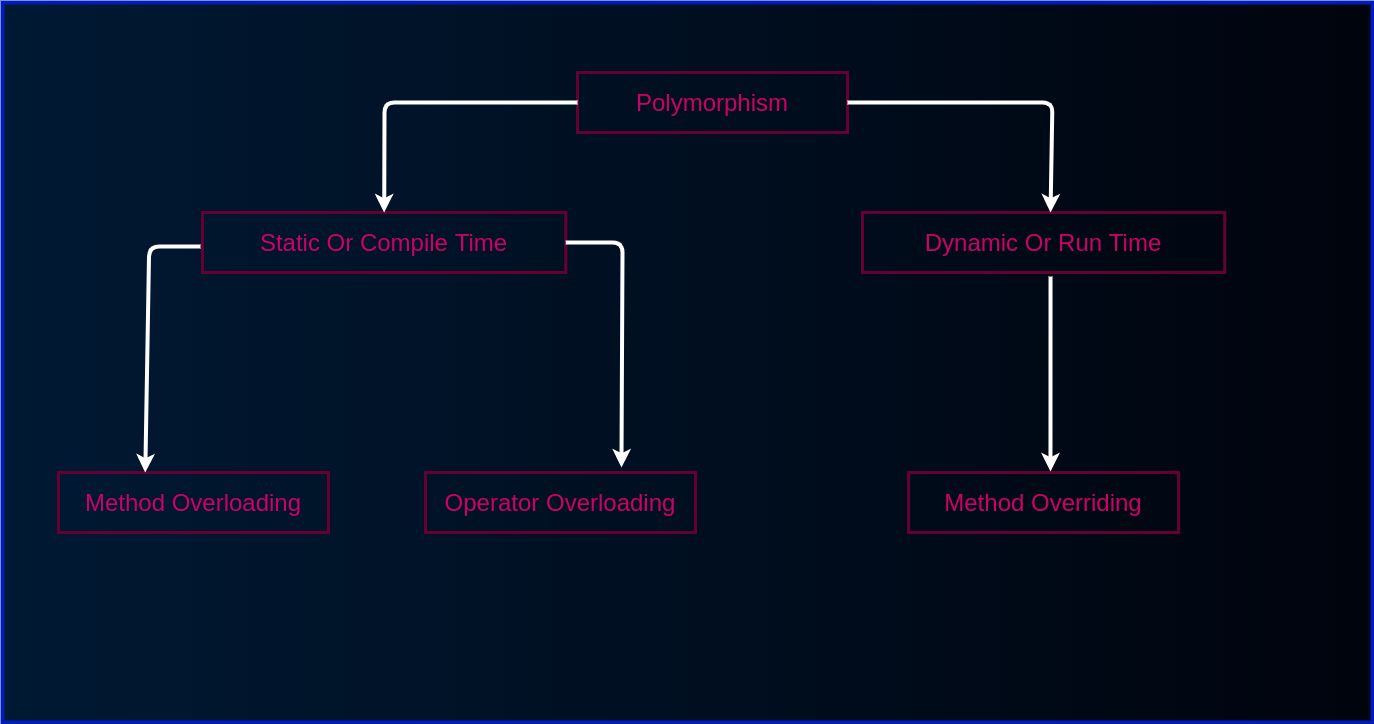 Polymorphism
Static Or Compile Time
Dynamic Or Run Time
Method Overloading
Operator Overloading
Method Overriding